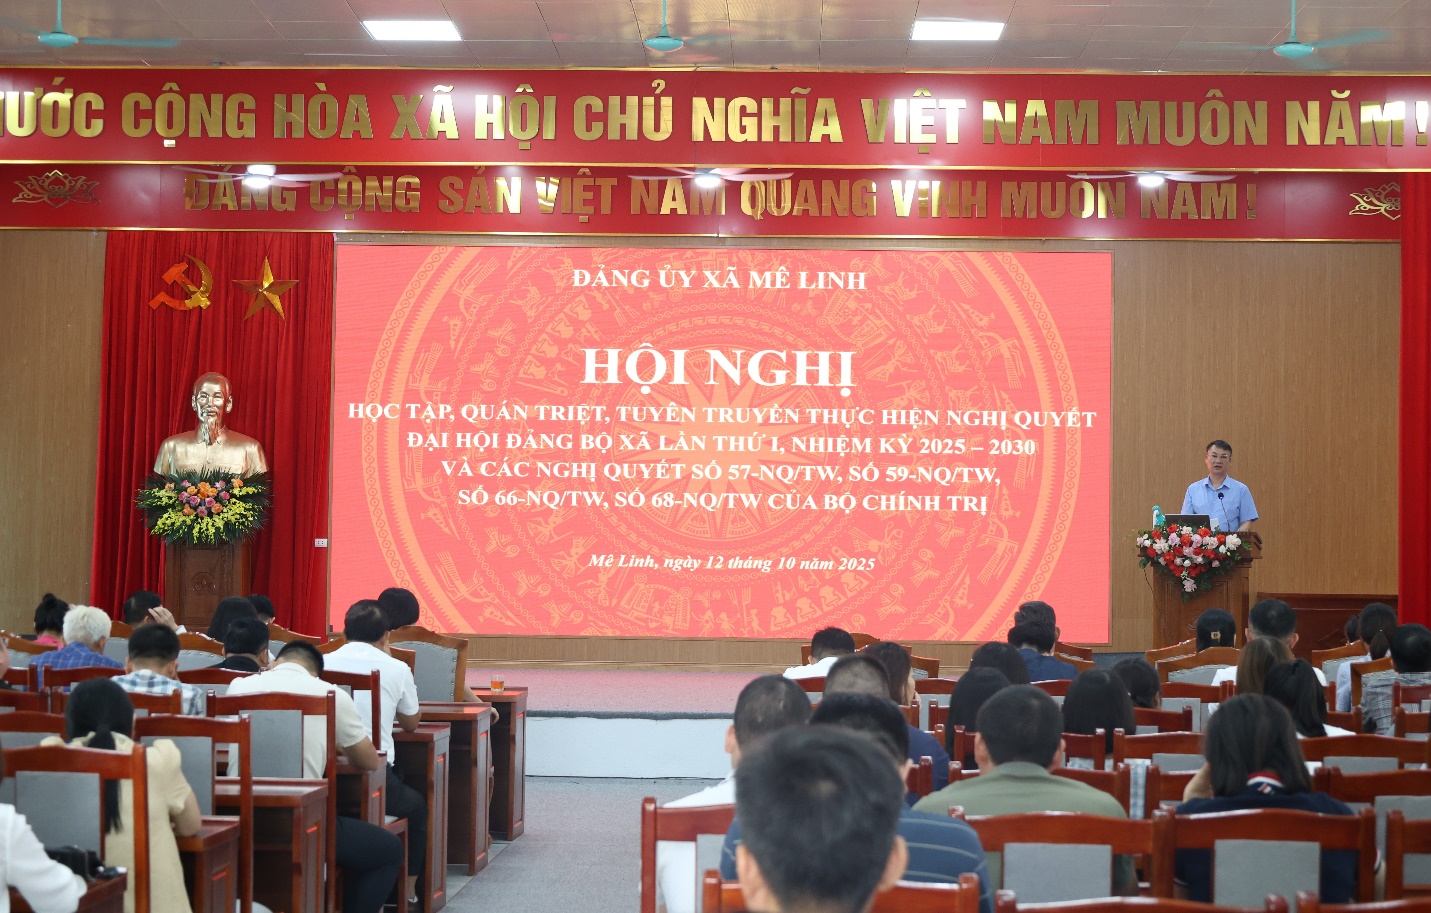 NƯỚC CỘNG HÒA XÃ HỘI CHỦ NGHĨA VIỆT NAM MUÔN NĂM!
ĐẢNG CỘNG SẢN VIỆT NAM QUANG VINH MUÔN NĂM!
ĐẢNG ỦY XÃ MÊ LINH
HỘI NGHỊ
HỌC TẬP, QUÁN TRIỆT, TUYÊN TRUYỀN THỰC HIỆN NGHỊ QUYẾT
ĐẠI HỘI ĐẢNG BỘ XÃ LẦN THỨ I, NHIỆM KỲ 2025 – 2030
VÀ CÁC NGHỊ QUYẾT SỐ 57-NQ/TW, SỐ 59-NQ/TW,
SỐ 66-NQ/TW, SỐ 68-NQ/TW CỦA BỘ CHÍNH TRỊ
Mê Linh, ngày 12 tháng 10 năm 2025